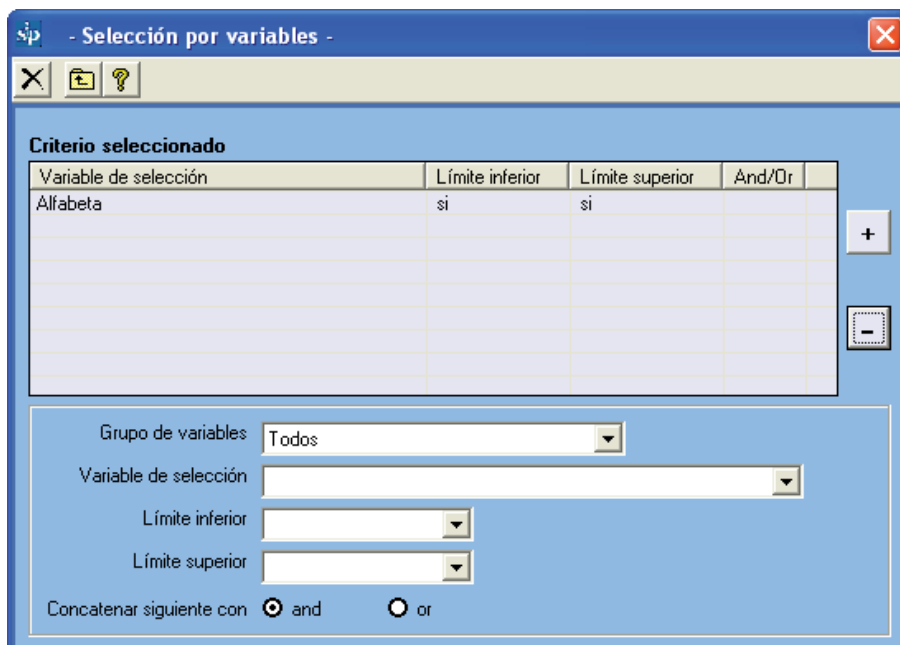 sip - Selección por variables -
Criterio seleccionado
Variable de selección Límite inferior Límite superior And/Or
Alfabeta si si
+
-
Grupo de variables Todos
Variable de selección
Límite inferior
Límite superior
Concatenar siguiente con and or